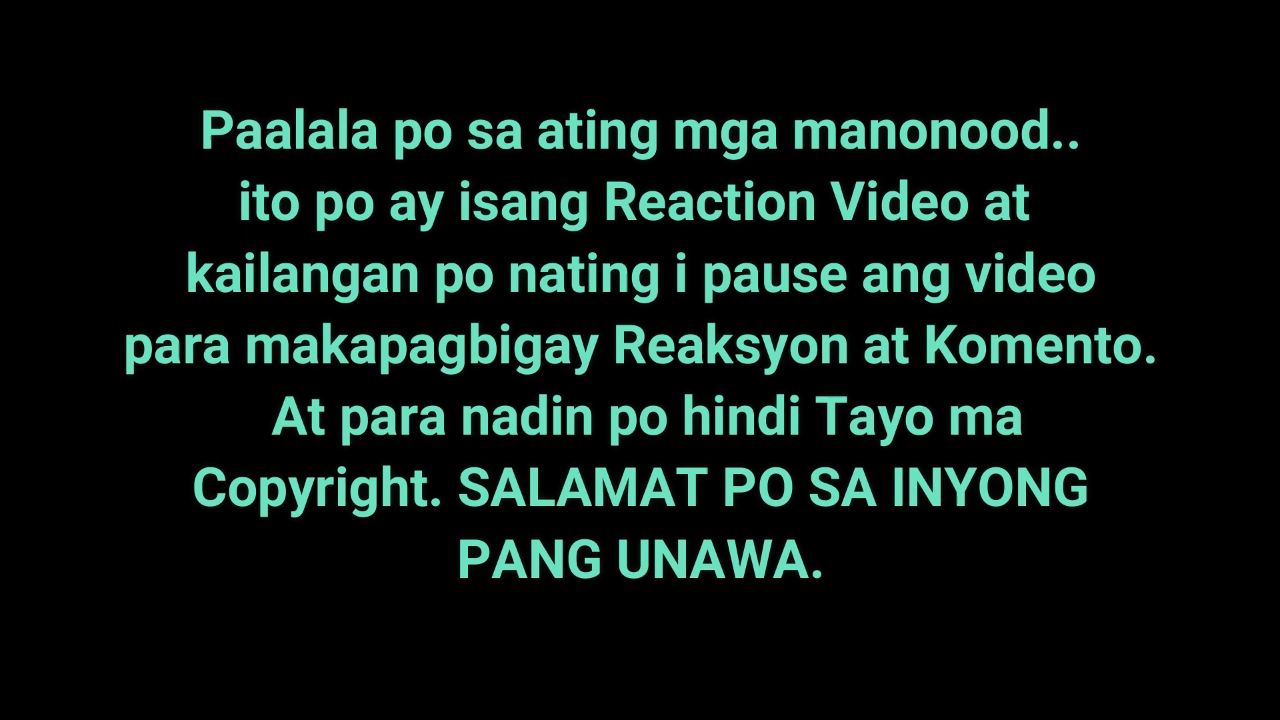 Paalala po sa ating mga manonood..
ito po ay isang Reaction Video at
kailangan po nating i pause ang video
para makapagbigay Reaksyon at Komento.
At para nadin po hindi Tayo ma
Copyright. SALAMAT PO SA INYONG
PANG UNAWA.